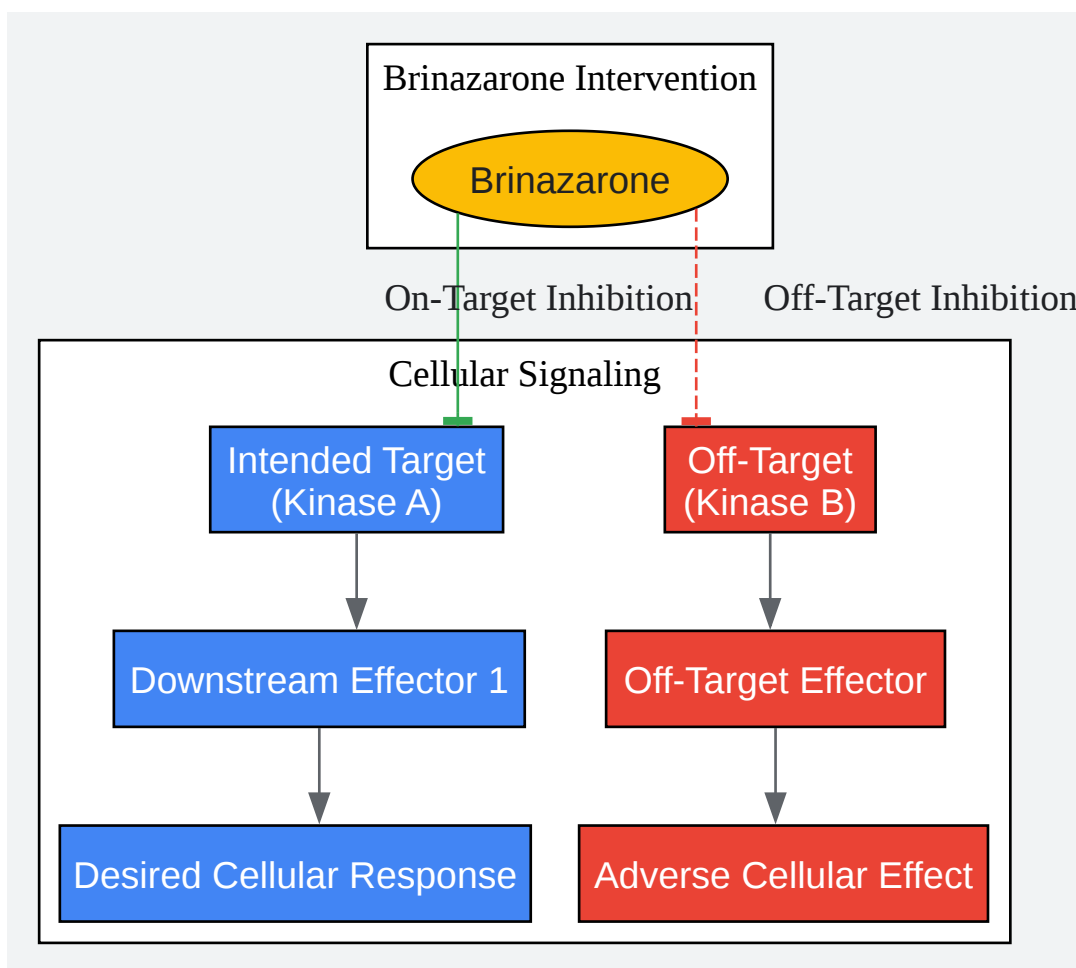 Brinazarone Intervention
Brinazarone
On-Target Inhibition
Off-Target Inhibition
Cellular Signaling
Intended Target
(Kinase A)
Off-Target
(Kinase B)
Downstream Effector 1
Off-Target Effector
Desired Cellular Response
Adverse Cellular Effect